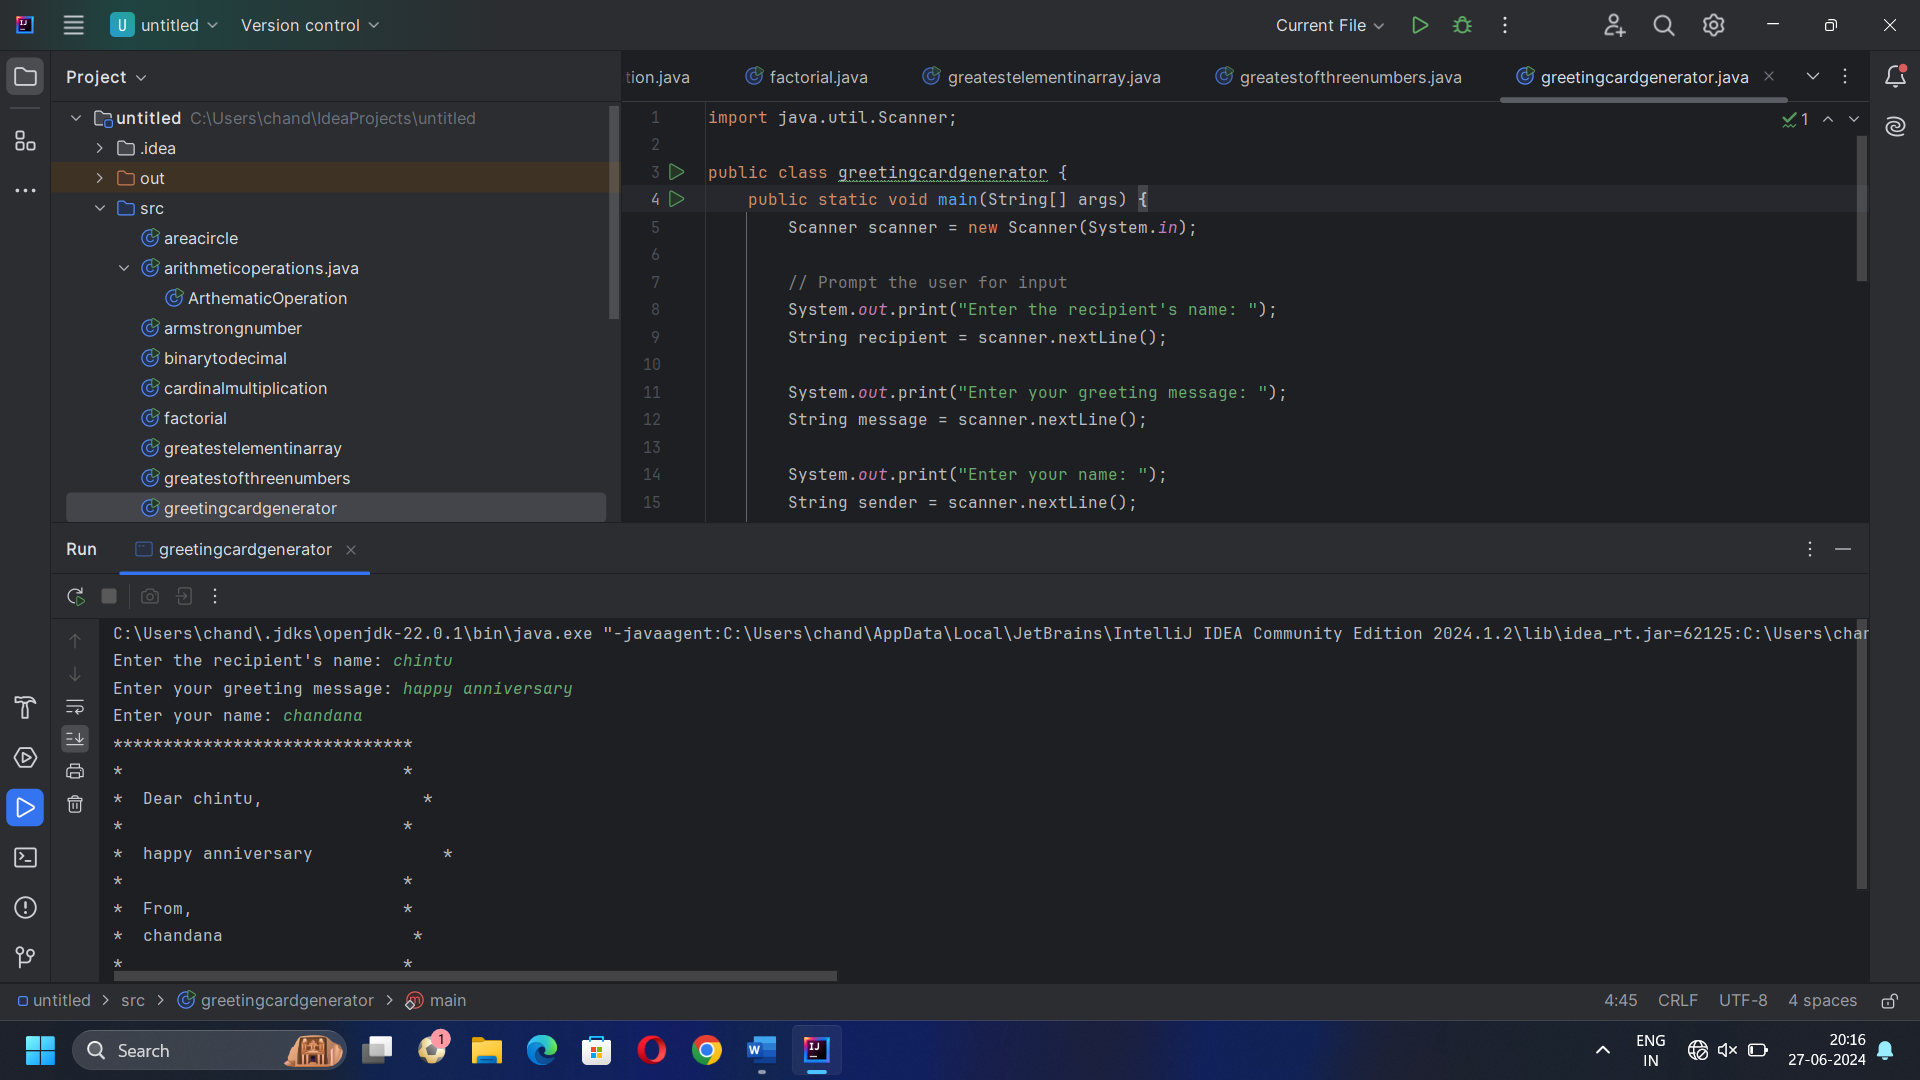 U untitled Version control Current File
Project
untitled C:\Users\chand\IdeaProjects\untitled
.idea
out
src
areacircle
arithmeticoperations.java
ArthematicOperation
armstrongnumber
binarytodecimal
cardinalmultiplication
factorial
greatestelementinarray
greatestofthreenumbers
greetingcardgenerator
tion.java factorial.java greatestelementinarray.java greatestofthreenumbers.java greetingcardgenerator.java
1 import java.util.Scanner; 1
2
3 public class greetingcardgenerator {
4 public static void main(String[] args) {
5 Scanner scanner = new Scanner(System.in);
6
7 // Prompt the user for input
8 System.out.print("Enter the recipient's name: ");
9 String recipient = scanner.nextLine();
10
11 System.out.print("Enter your greeting message: ");
12 String message = scanner.nextLine();
13
14 System.out.print("Enter your name: ");
15 String sender = scanner.nextLine();
Run greetingcardgenerator
C:\Users\chand\.jdks\openjdk-22.0.1\bin\java.exe "-javaagent:C:\Users\chand\AppData\Local\JetBrains\IntelliJ IDEA Community Edition 2024.1.2\lib\idea_rt.jar=62125:C:\Users\char
Enter the recipient's name: chintu
Enter your greeting message: happy anniversary
Enter your name: chandana
******************************
*                            *
*  Dear chintu,                *
*                            *
*  happy anniversary             *
*                            *
*  From,                     *
*  chandana                   *
*                            *
untitled > src > greetingcardgenerator > main 4:45 CRLF UTF-8 4 spaces
Search 1 W IJ ENG 20:16
IN 27-06-2024